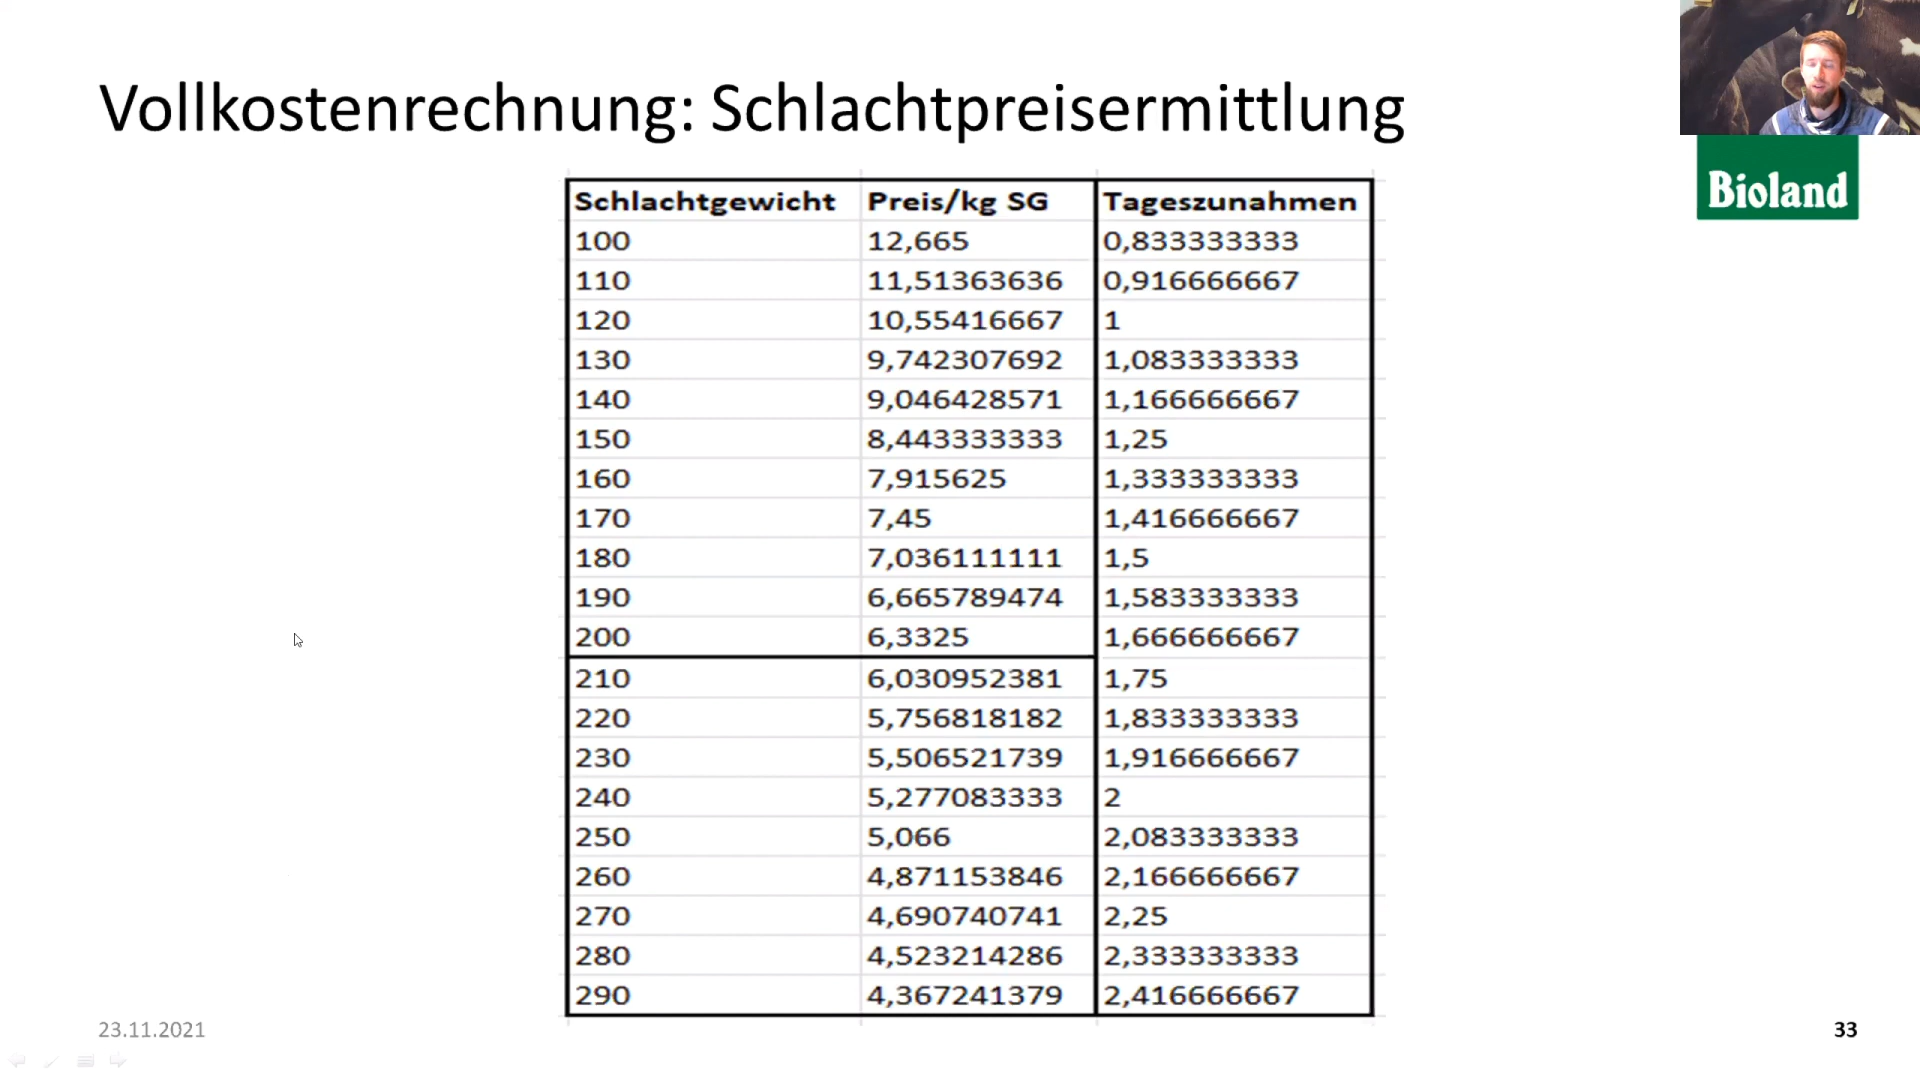 Vollkostenrechnung: Schlachtpreisermittlung
Bioland
Schlachtgewicht Preis/kg SG Tageszunahmen
100 12,665 0,833333333
110 11,51363636 0,916666667
120 10,55416667 1
130 9,742307692 1,083333333
140 9,046428571 1,166666667
150 8,443333333 1,25
160 7,915625 1,333333333
170 7,45 1,416666667
180 7,036111111 1,5
190 6,665789474 1,583333333
200 6,3325 1,666666667
210 6,030952381 1,75
220 5,756818182 1,833333333
230 5,506521739 1,916666667
240 5,277083333 2
250 5,066 2,083333333
260 4,871153846 2,166666667
270 4,690740741 2,25
280 4,523214286 2,333333333
290 4,367241379 2,416666667
23.11.2021
33